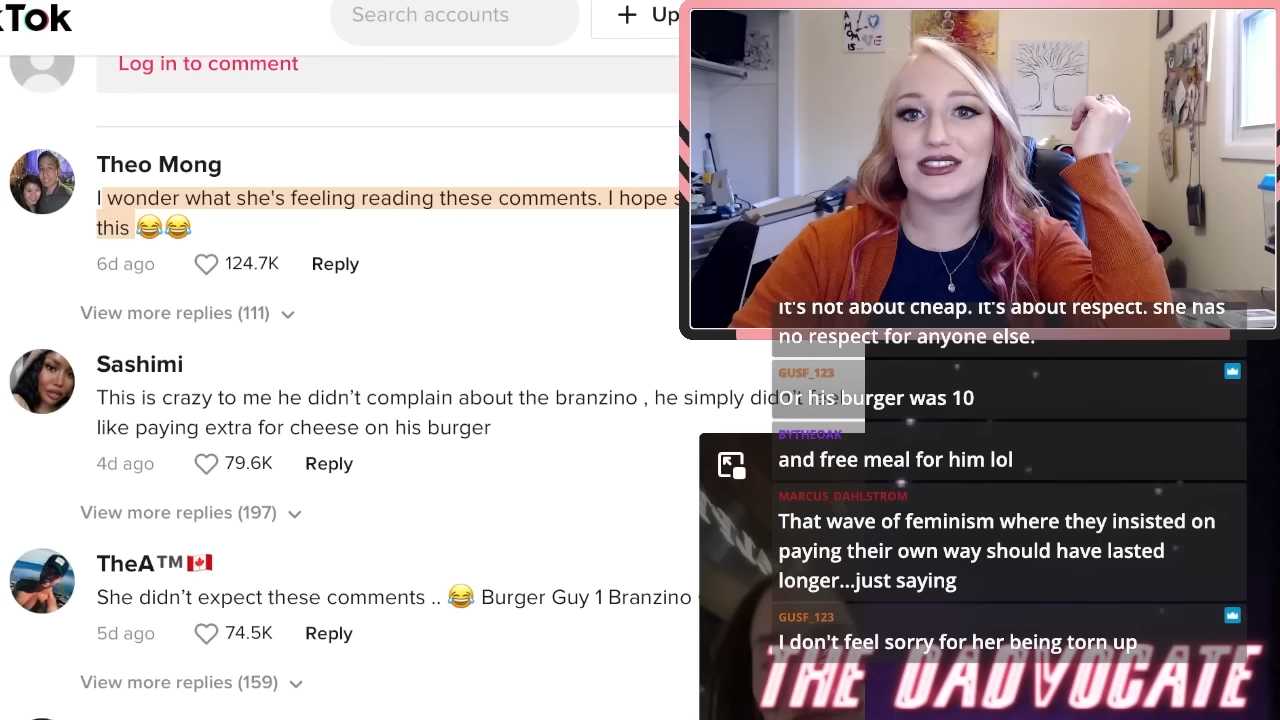 kTok
Search accounts
+ Up
Log in to comment
Theo Mong
I wonder what she's feeling reading these comments. I hope s
this 😂😂
6d ago 124.7K Reply
View more replies (111)
Sashimi
This is crazy to me he didn’t complain about the branzino , he simply didn't feel
like paying extra for cheese on his burger
4d ago 79.6K Reply
View more replies (197)
TheA™🇨🇦
She didn’t expect these comments .. 😂 Burger Guy 1 Branzino
5d ago 74.5K Reply
View more replies (159)
it's not about cheap. it's about respect. she has
no respect for anyone else.
GUSF_123
Or his burger was 10
BYTHEOAK
and free meal for him lol
MARCUS DAHLSTROM
That wave of feminism where they insisted on
paying their own way should have lasted
longer...just saying
GUSF_123
I don't feel sorry for her being torn up
THE DADVOCATE